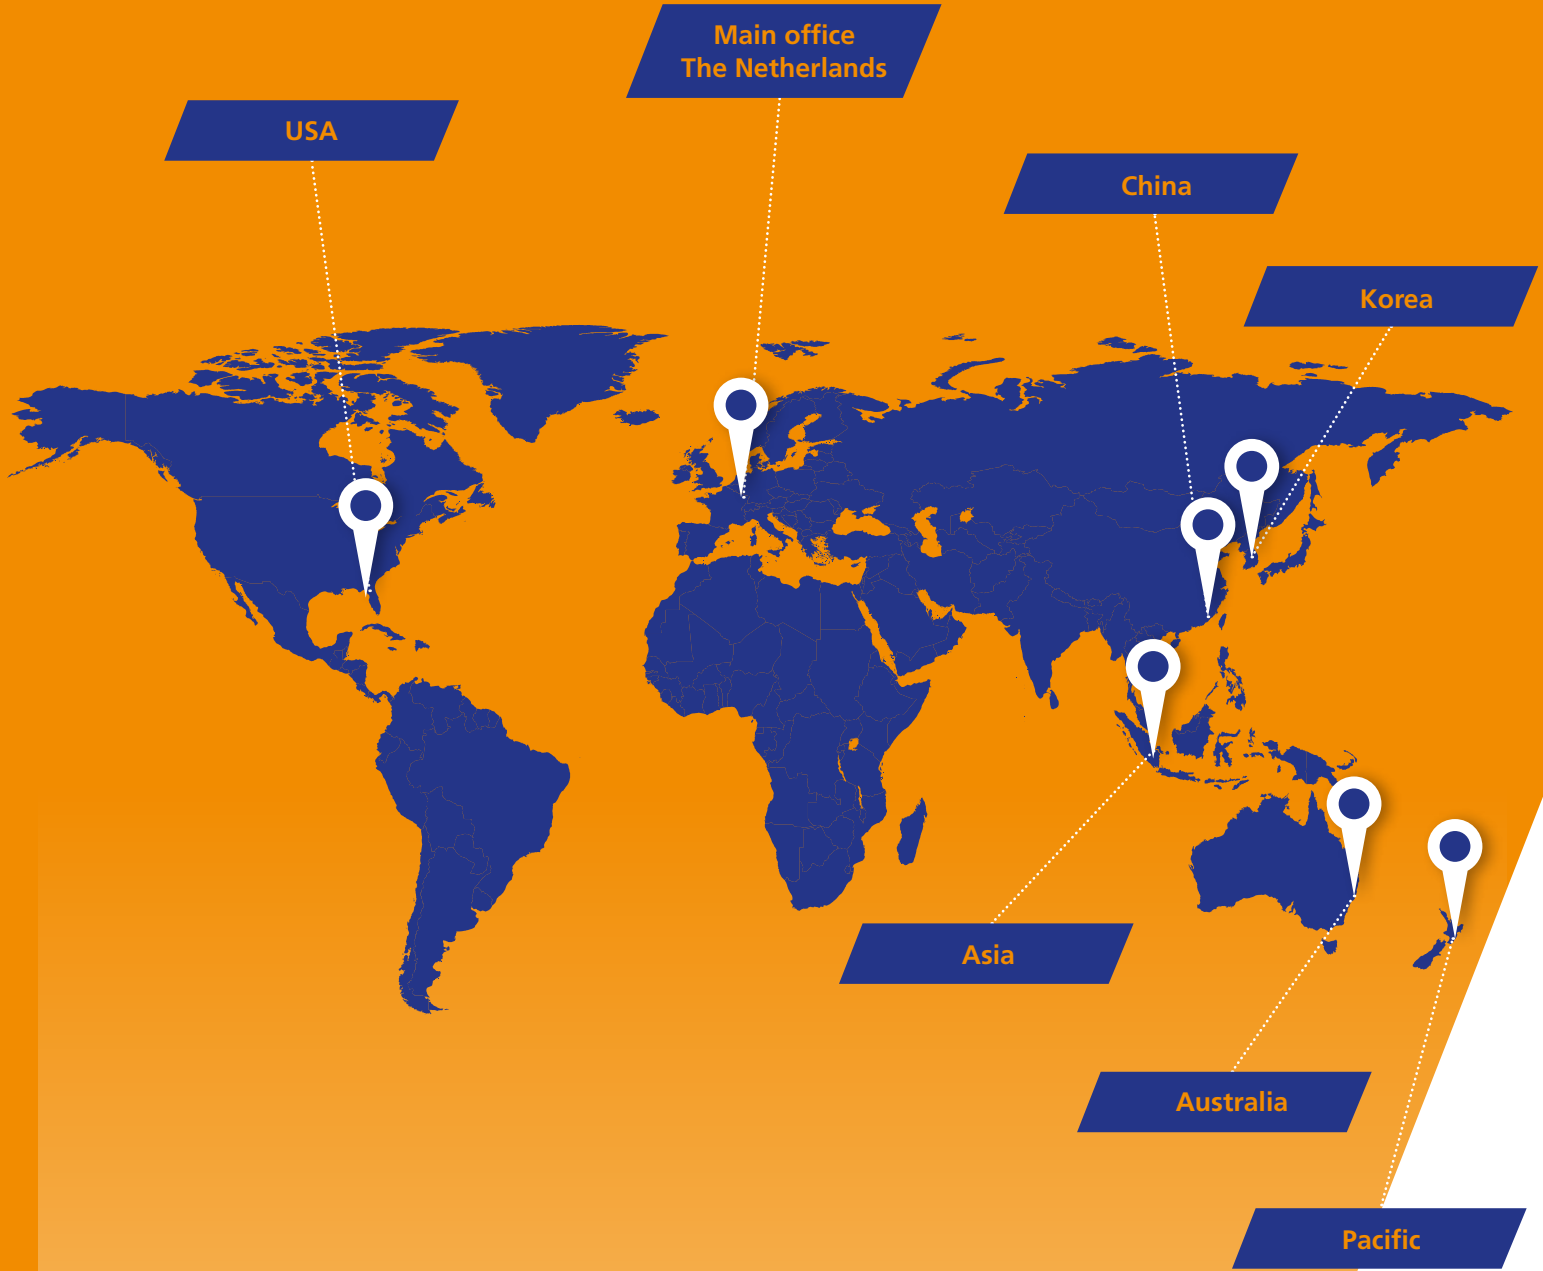 Main office
The Netherlands
USA
China
Korea
Asia
Australia
Pacific